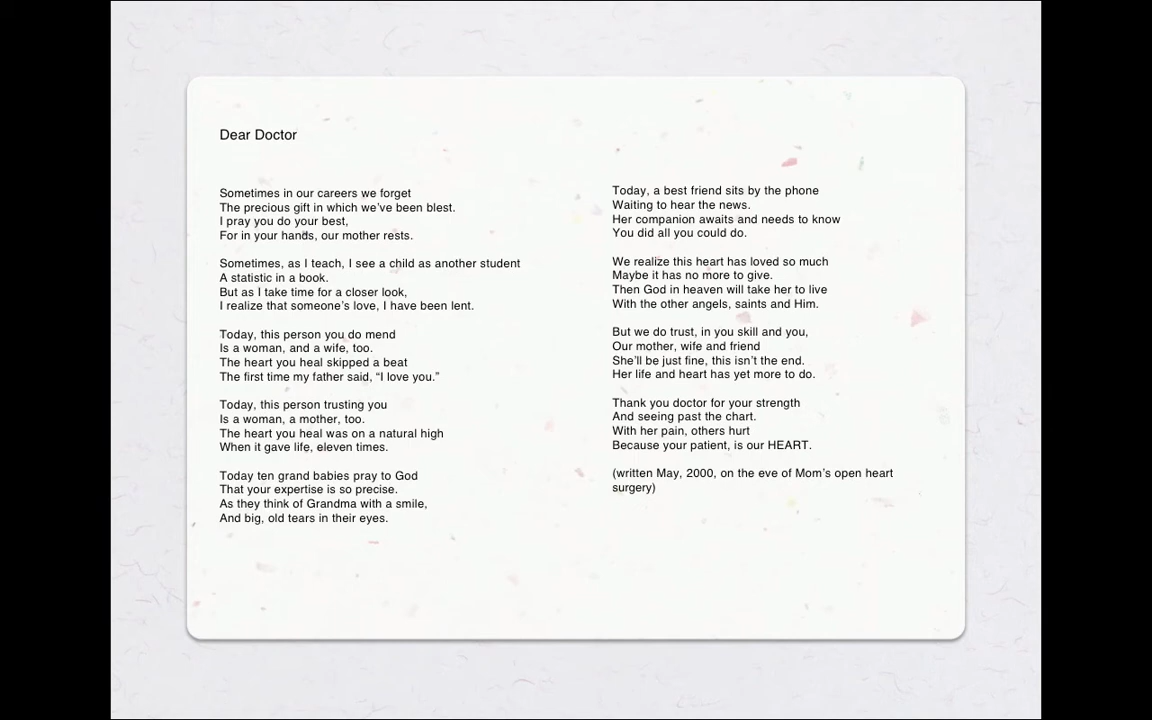 Dear Doctor
Sometimes in our careers we forget
The precious gift in which we've been blest.
I pray you do your best,
For in your hands, our mother rests.
Sometimes, as I teach, I see a child as another student
A statistic in a book.
But as I take time for a closer look,
I realize that someone's love, I have been lent.
Today, this person you do mend
Is a woman, and a wife, too.
The heart you heal skipped a beat
The first time my father said, “I love you.”
Today, this person trusting you
Is a woman, a mother, too.
The heart you heal was on a natural high
When it gave life, eleven times.
Today ten grand babies pray to God
That your expertise is so precise.
As they think of Grandma with a smile,
And big, old tears in their eyes.
Today, a best friend sits by the phone
Waiting to hear the news.
Her companion awaits and needs to know
You did all you could do.
We realize this heart has loved so much
Maybe it has no more to give.
Then God in heaven will take her to live
With the other angels, saints and Him.
But we do trust, in you skill and you,
Our mother, wife and friend
She'll be just fine, this isn't the end.
Her life and heart has yet more to do.
Thank you doctor for your strength
And seeing past the chart.
With her pain, others hurt
Because your patient, is our HEART.
(written May, 2000, on the eve of Mom's open heart
surgery)